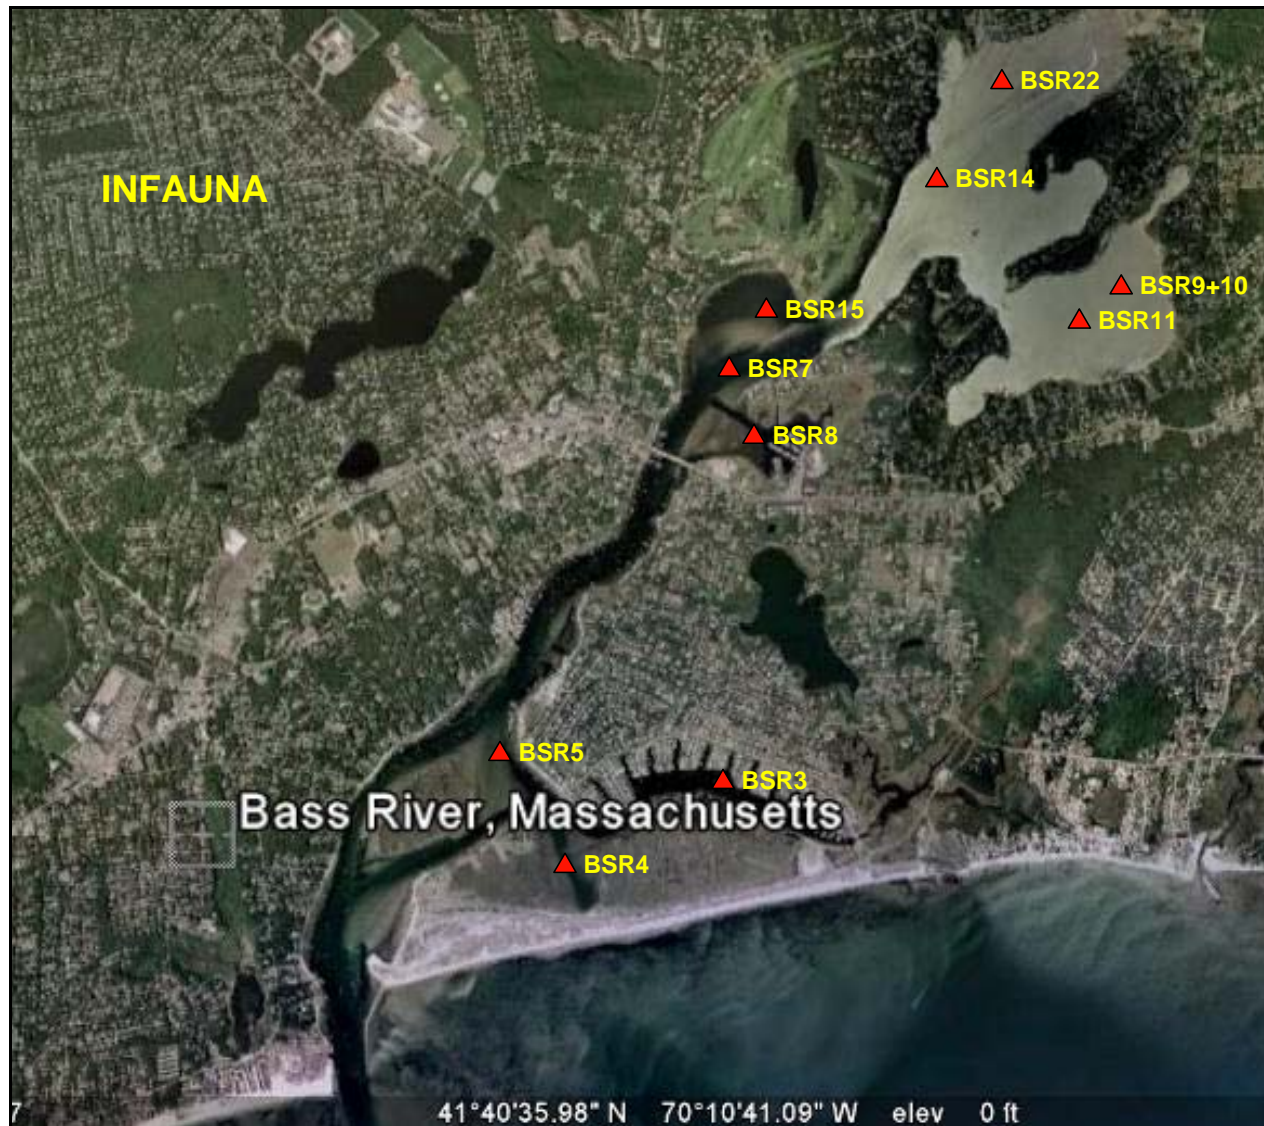 BSR22
BSR14
INFAUNA
BSR9+10
BSR15
BSR11
BSR7
BSR8
BSR5
BSR3
Bass River, Massachusetts
BSR4
7 41°40'35.98" N 70°10'41.09" W elev 0 ft